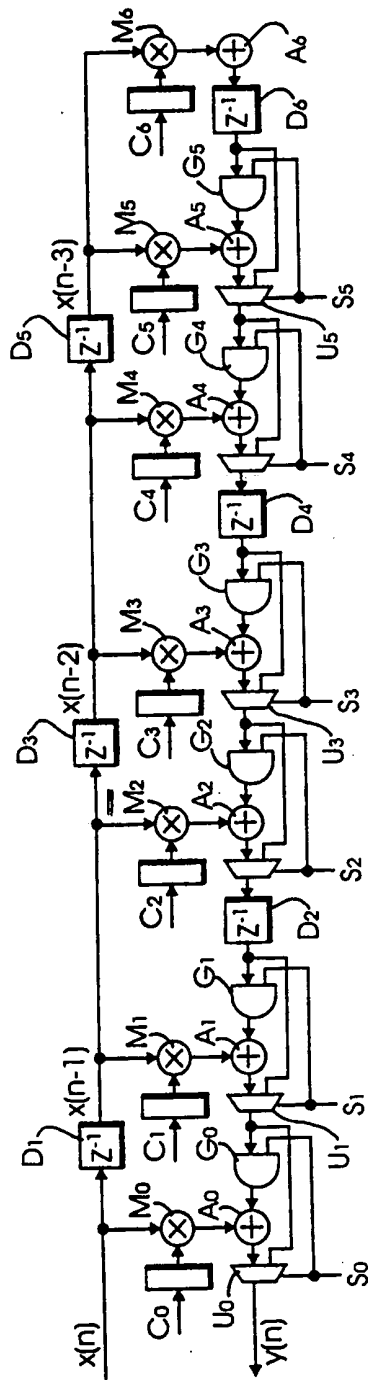 x(n)
D1
Z-1
x(n-1)
D3
Z-1
x(n-2)
D5
Z-1
x(n-3)
M0
M1
M2
M3
M4
M5
M6
C0
C1
C2
C3
C4
C5
C6
A0
A1
A2
A3
A4
A5
A6
G0
G1
G2
G3
G4
G5
Z-1
D2
Z-1
D4
Z-1
D6
U0
U1
U3
U5
y(n)
S0
S1
S2
S3
S4
S5